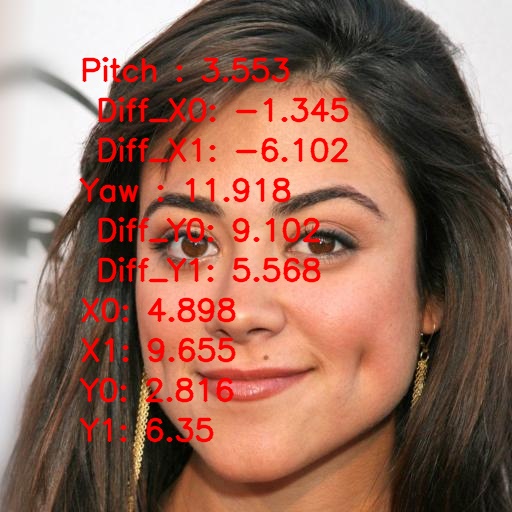 Pitch : 3.553
Diff_X0: -1.345
Diff_X1: -6.102
Yaw : 11.918
Diff_Y0: 9.102
Diff_Y1: 5.568
X0: 4.898
X1: 9.655
Y0: 2.816
Y1: 6.35
R